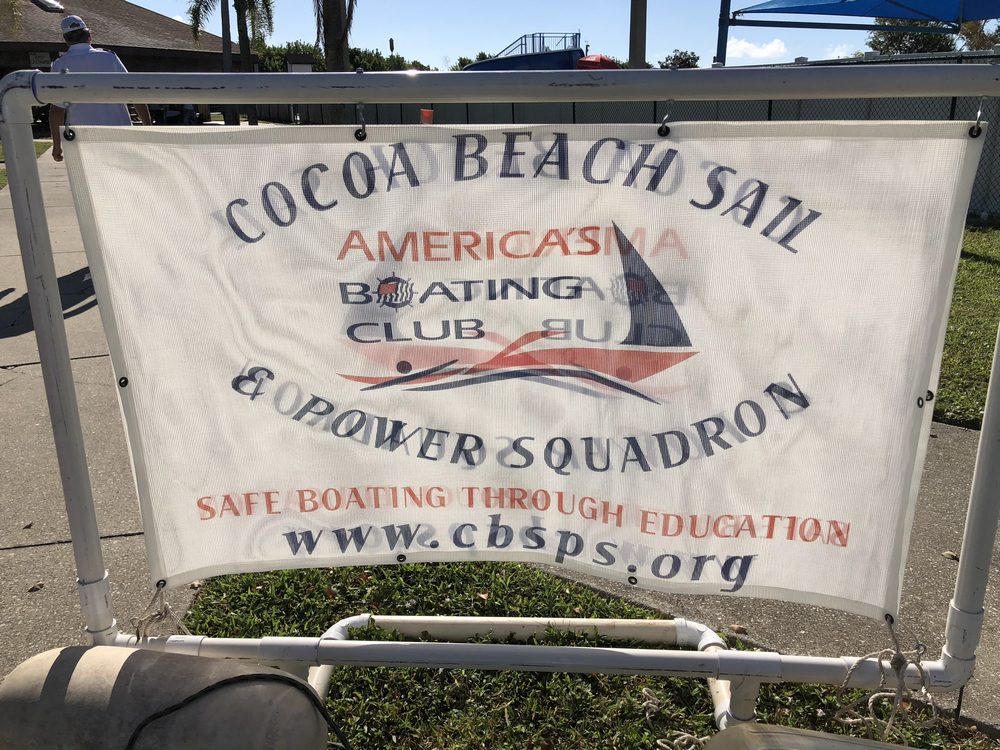 COCOA BEACH SAIL
AMERICA'S
BOATING
CLUB
& POWER SQUADRON
SAFE BOATING THROUGH EDUCATION
www.cbsps.org